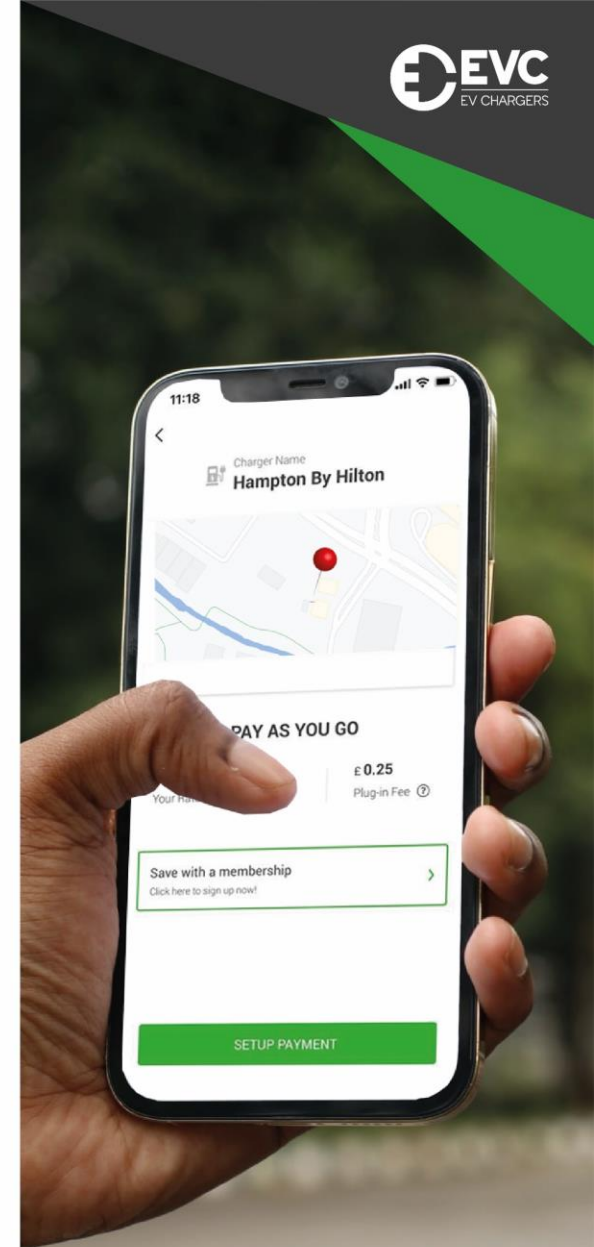 EVC
EV CHARGERS
11:18
Charger Name
Hampton By Hilton
PAY AS YOU GO
£0.25
Your
Plug-in Fee ?
Save with a membership
Click here to sign up now!
SETUP PAYMENT